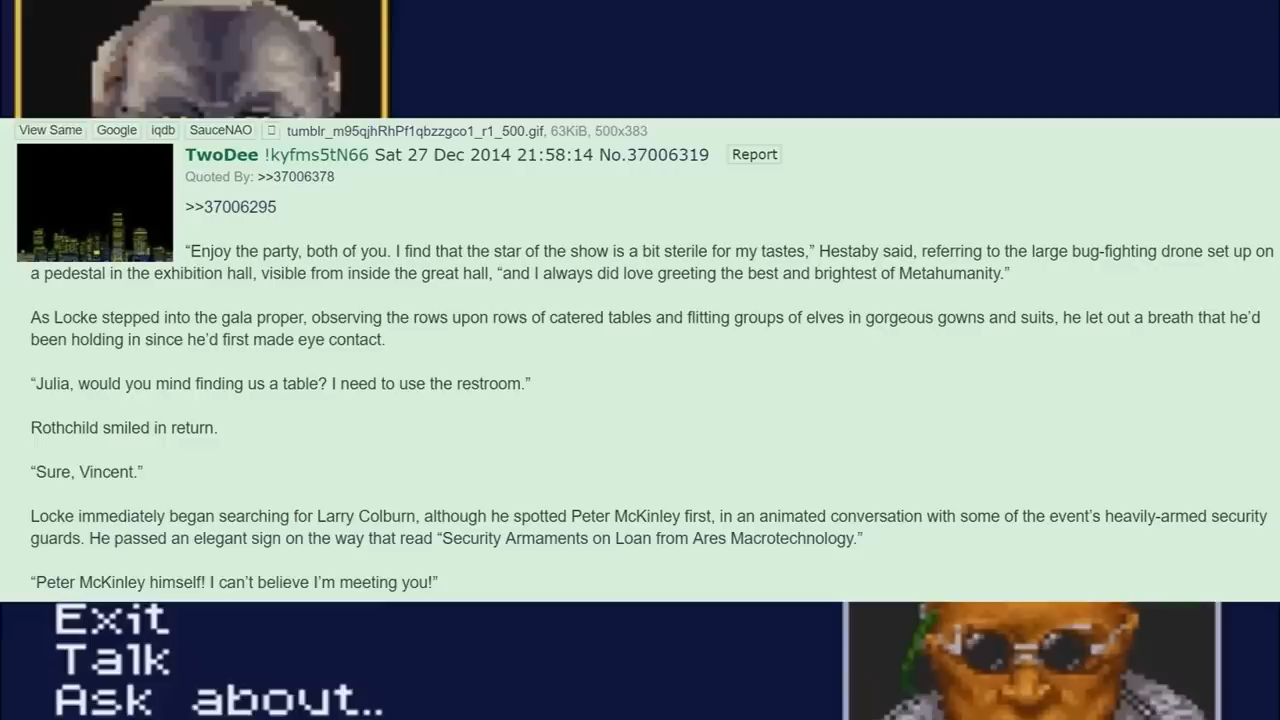 View Same Google iqdb SauceNAO tumblr_m95qjhRhPf1qbzzgco1_r1_500.gif, 63KiB, 500x383
TwoDee !kyfms5tN66 Sat 27 Dec 2014 21:58:14 No.37006319 Report
Quoted By: >>37006378
>>37006295
“Enjoy the party, both of you. I find that the star of the show is a bit sterile for my tastes,” Hestaby said, referring to the large bug-fighting drone set up on
a pedestal in the exhibition hall, visible from inside the great hall, “and I always did love greeting the best and brightest of Metahumanity.”
As Locke stepped into the gala proper, observing the rows upon rows of catered tables and flitting groups of elves in gorgeous gowns and suits, he let out a breath that he’d
been holding in since he’d first made eye contact.
“Julia, would you mind finding us a table? I need to use the restroom.”
Rothchild smiled in return.
“Sure, Vincent.”
Locke immediately began searching for Larry Colburn, although he spotted Peter McKinley first, in an animated conversation with some of the event’s heavily-armed security
guards. He passed an elegant sign on the way that read “Security Armaments on Loan from Ares Macrotechnology.”
“Peter McKinley himself! I can’t believe I’m meeting you!”
Exit
Talk
Ask about..